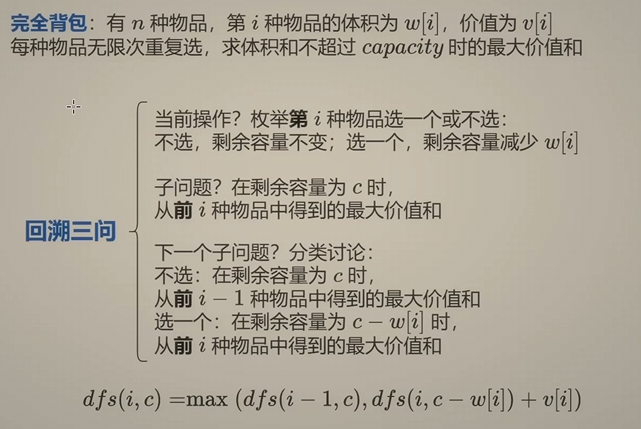 完全背包：有 n 种物品，第 i 种物品的体积为 w[i]，价值为 v[i]
每种物品无限次重复选，求体积和不超过 capacity 时的最大价值和
当前操作？枚举第 i 种物品选一个或不选：
不选，剩余容量不变；选一个，剩余容量减少 w[i]
子问题？在剩余容量为 c 时，
从前 i 种物品中得到的最大价值和
回溯三问
下一个子问题？分类讨论：
不选：在剩余容量为 c 时，
从前 i − 1 种物品中得到的最大价值和
选一个：在剩余容量为 c − w[i] 时，
从前 i 种物品中得到的最大价值和
dfs(i, c) =max (dfs(i − 1, c), dfs(i, c − w[i]) + v[i])